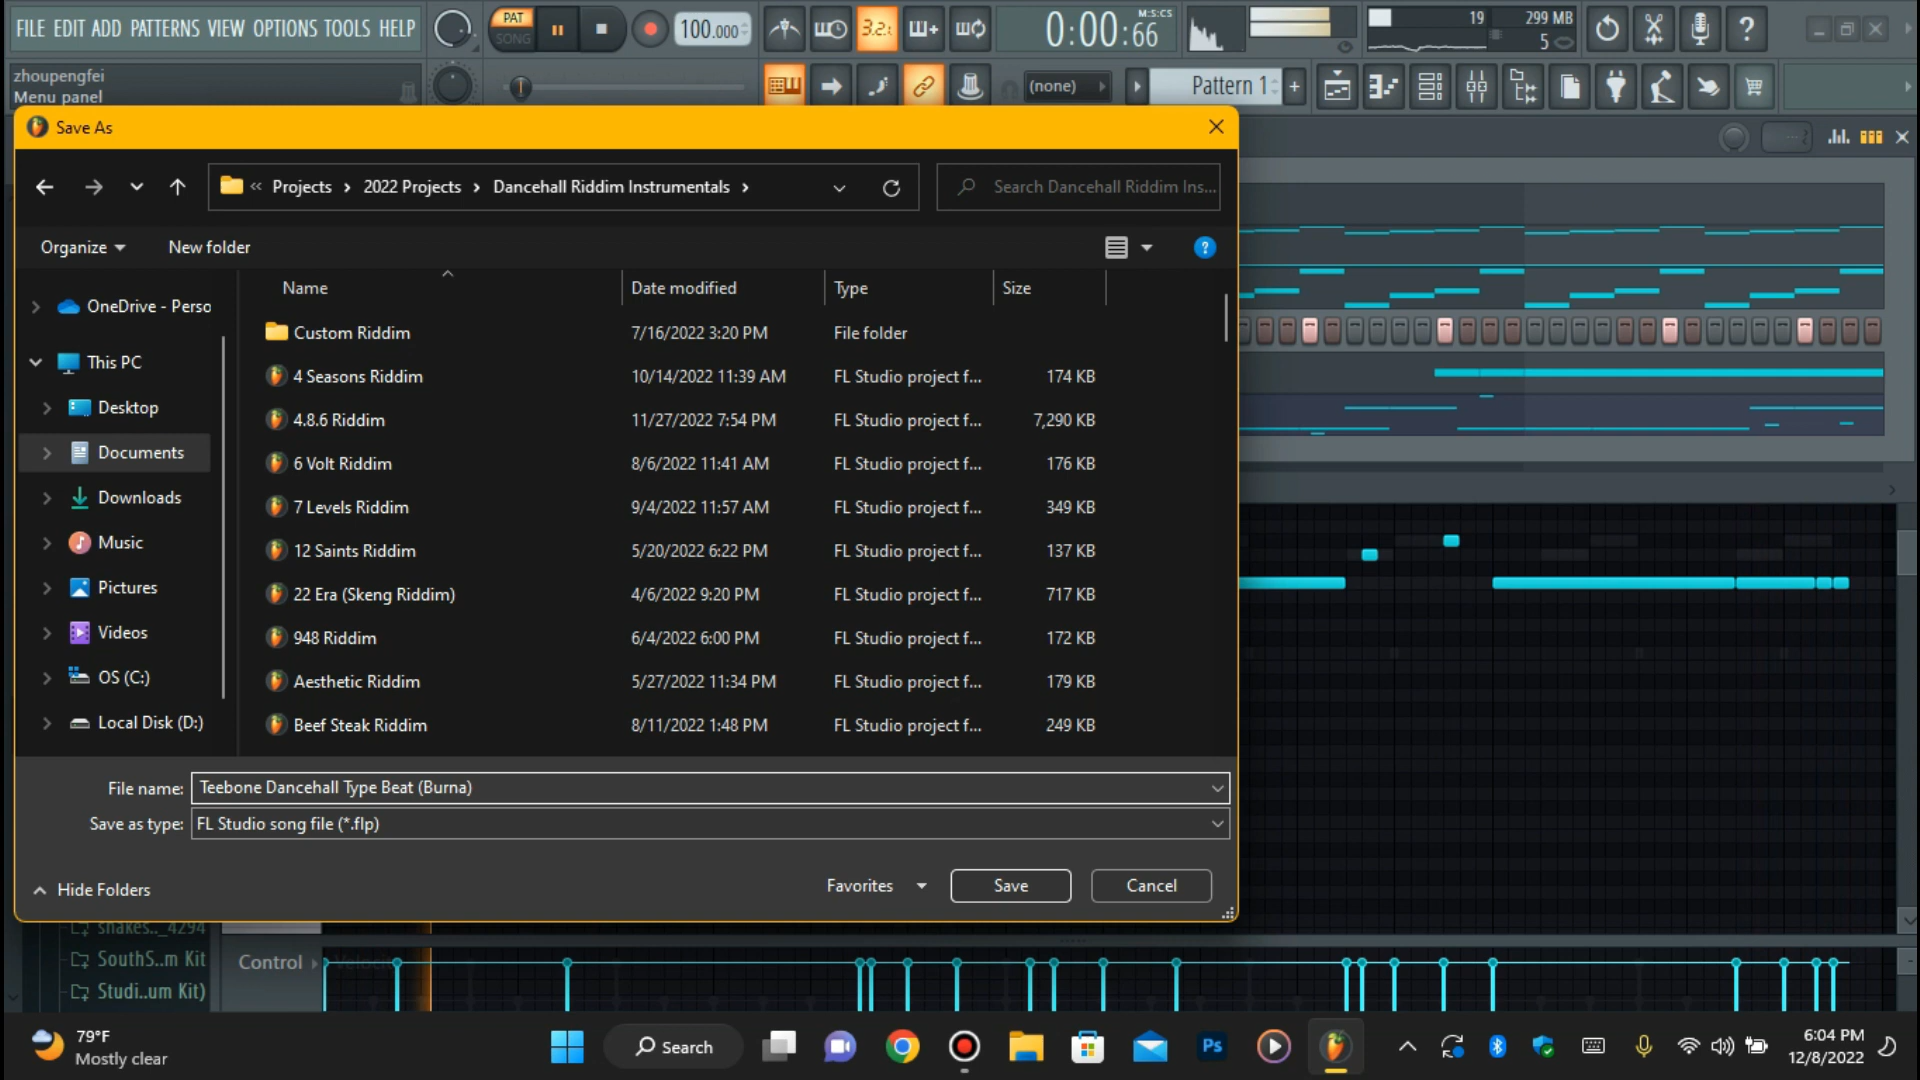 FILE EDIT ADD PATTERNS VIEW OPTIONS TOOLS HELP
PAT
SONG
100.000
3.2.
0:00:66
M:S:CS
19
299 MB
5
zhoupengfei
Menu panel
(none)
Pattern 1
Save As
« Projects › 2022 Projects › Dancehall Riddim Instrumentals ›
Search Dancehall Riddim Ins...
Organize
New folder
Name
Date modified
Type
Size
OneDrive - Perso
This PC
Desktop
Documents
Downloads
Music
Pictures
Videos
OS (C:)
Local Disk (D:)
Custom Riddim 7/16/2022 3:20 PM File folder
4 Seasons Riddim 10/14/2022 11:39 AM FL Studio project f... 174 KB
4.8.6 Riddim 11/27/2022 7:54 PM FL Studio project f... 7,290 KB
6 Volt Riddim 8/6/2022 11:41 AM FL Studio project f... 176 KB
7 Levels Riddim 9/4/2022 11:57 AM FL Studio project f... 349 KB
12 Saints Riddim 5/20/2022 6:22 PM FL Studio project f... 137 KB
22 Era (Skeng Riddim) 4/6/2022 9:20 PM FL Studio project f... 717 KB
948 Riddim 6/4/2022 6:00 PM FL Studio project f... 172 KB
Aesthetic Riddim 5/27/2022 11:34 PM FL Studio project f... 179 KB
Beef Steak Riddim 8/11/2022 1:48 PM FL Studio project f... 249 KB
File name: Teebone Dancehall Type Beat (Burna)
Save as type: FL Studio song file (*.flp)
Hide Folders
Favorites
Save
Cancel
SouthS..m Kit
Studi..um Kit)
Control
79°F
Mostly clear
Search
Ps
6:04 PM
12/8/2022